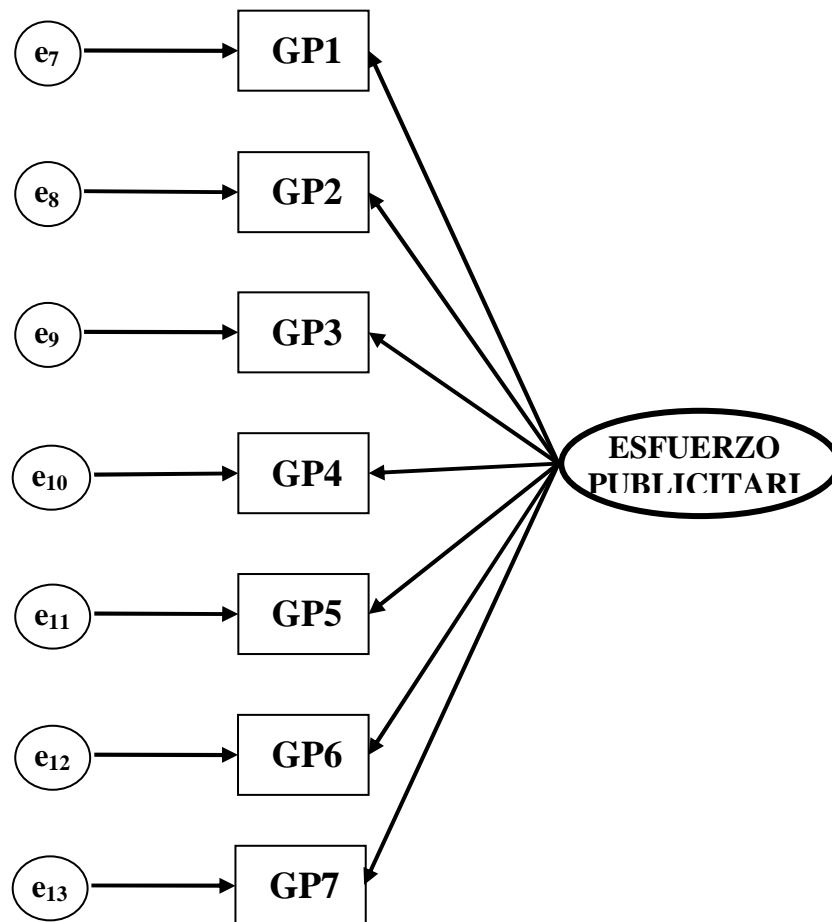 e7
GP1
e8
GP2
e9
GP3
e10
GP4
e11
GP5
e12
GP6
e13
GP7
ESFUERZO
PUBLICITARI